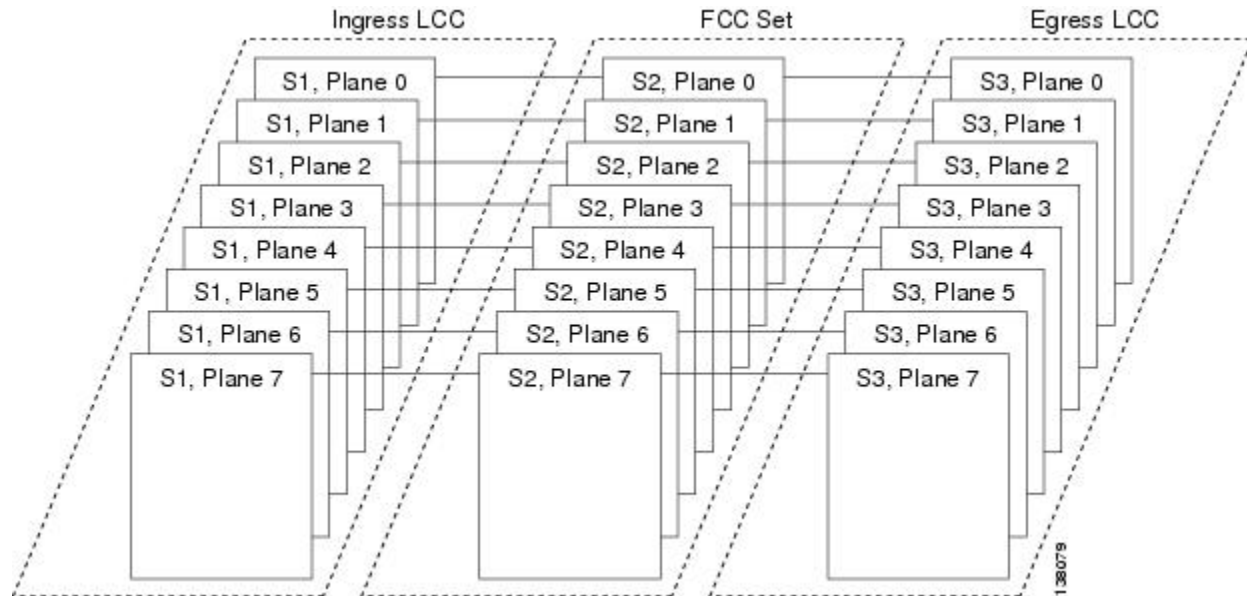 Ingress LCC FCC Set Egress LCC
S1, Plane 0 S2, Plane 0 S3, Plane 0
S1, Plane 1 S2, Plane 1 S3, Plane 1
S1, Plane 2 S2, Plane 2 S3, Plane 2
S1, Plane 3 S2, Plane 3 S3, Plane 3
S1, Plane 4 S2, Plane 4 S3, Plane 4
S1, Plane 5 S2, Plane 5 S3, Plane 5
S1, Plane 6 S2, Plane 6 S3, Plane 6
S1, Plane 7 S2, Plane 7 S3, Plane 7
138079